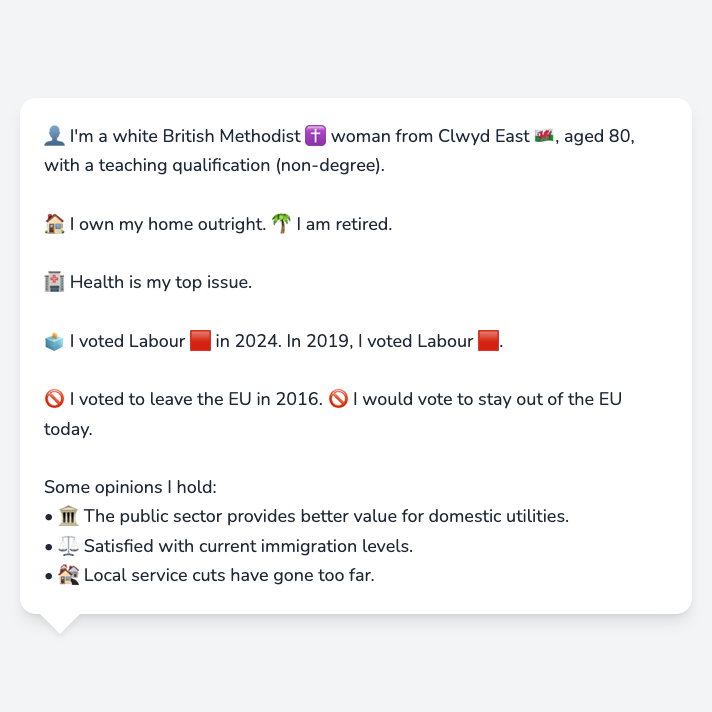 👤 I'm a white British Methodist ✝️ woman from Clwyd East 🏴󠁧󠁢󠁷󠁬󠁳󠁿, aged 80,
with a teaching qualification (non-degree).
🏠 I own my home outright. 🌴 I am retired.
🏥 Health is my top issue.
🗳️ I voted Labour 🟥 in 2024. In 2019, I voted Labour 🟥.
🚫 I voted to leave the EU in 2016. 🚫 I would vote to stay out of the EU
today.
Some opinions I hold:
• 🏛️ The public sector provides better value for domestic utilities.
• ⚖️ Satisfied with current immigration levels.
• 🏘️ Local service cuts have gone too far.